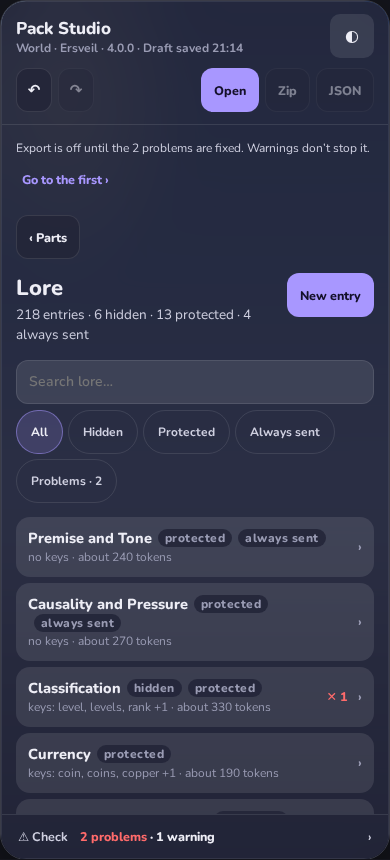 Pack Studio
World · Ersveil · 4.0.0 · Draft saved 21:14
Open Zip JSON
Export is off until the 2 problems are fixed. Warnings don't stop it.
Go to the first ›
‹ Parts
Lore
New entry
218 entries · 6 hidden · 13 protected · 4
always sent
Search lore...
All Hidden Protected Always sent
Problems · 2
Premise and Tone protected always sent
no keys · about 240 tokens
Causality and Pressure protected
always sent
no keys · about 270 tokens
Classification hidden protected
× 1
keys: level, levels, rank +1 · about 330 tokens
Currency protected
keys: coin, coins, copper +1 · about 190 tokens
Check 2 problems · 1 warning